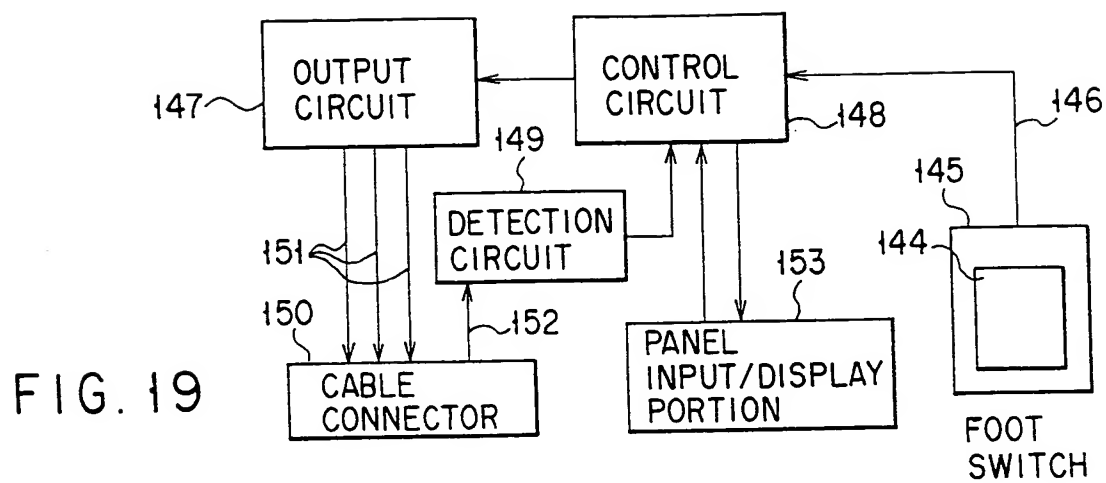 OUTPUT
CIRCUIT
147
CONTROL
CIRCUIT
148
146
149
145
DETECTION
CIRCUIT
144
151
153
150
152
PANEL
INPUT/DISPLAY
PORTION
CABLE
CONNECTOR
FIG. 19
FOOT
SWITCH